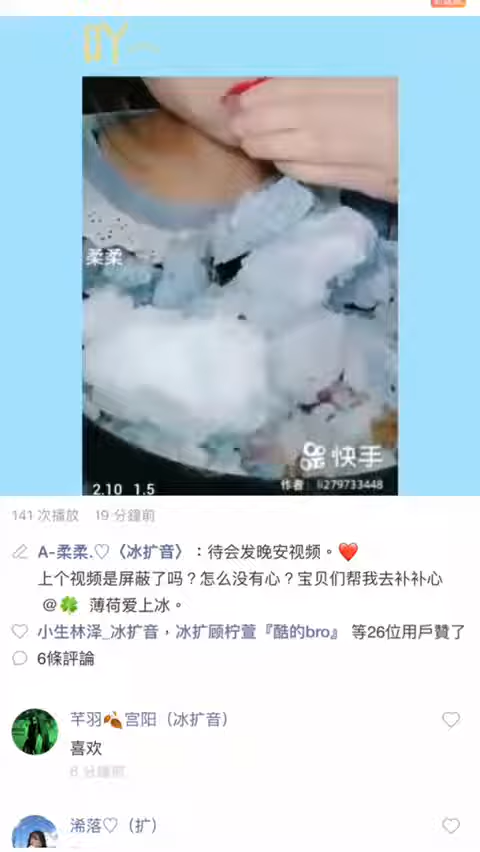 吖~~
柔柔
快手
作者：li279733448
2.10 1.5
141 次播放 19 分鐘前
A-柔柔.♡〈冰扩音〉：待会发晚安视频。❤️
上个视频是屏蔽了吗？怎么没有心？宝贝们帮我去补补心
@🍀 薄荷爱上冰。
小生林泽_冰扩音，冰扩顾柠萱『酷的bro』 等26位用戶贊了
6條評論
芊羽🍂宫阳（冰扩音）
喜欢
6 分鐘前
浠落♡（扩）